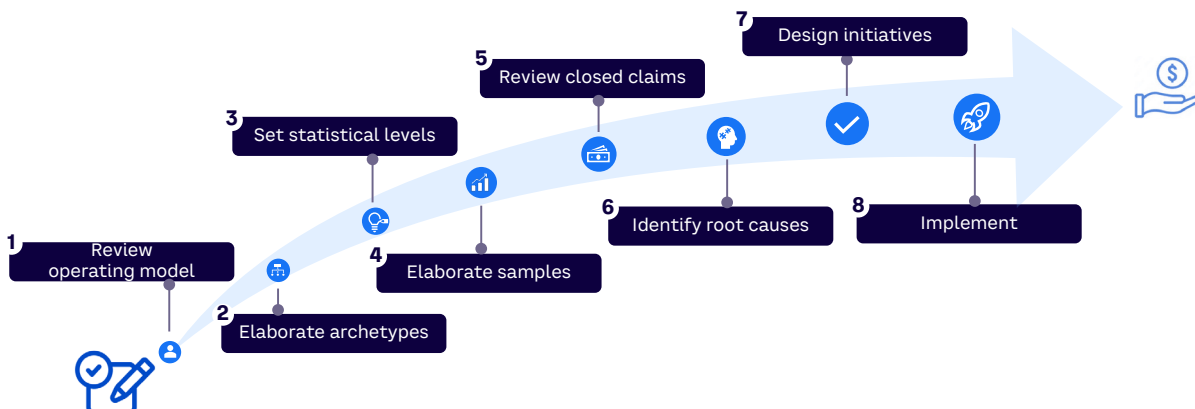 1
Review
operating model
2
Elaborate archetypes
3
Set statistical levels
4
Elaborate samples
5
Review closed claims
6
Identify root causes
7
Design initiatives
8
Implement
$